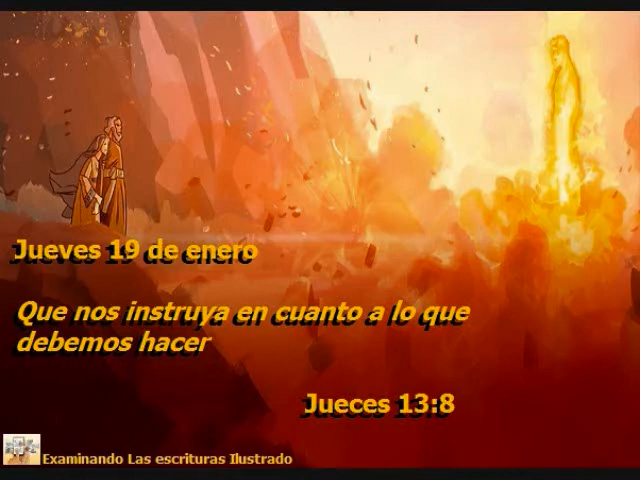 Jueves 19 de enero
Que nos instruya en cuanto a lo que
debemos hacer
Jueces 13:8
Examinando Las escrituras Ilustrado